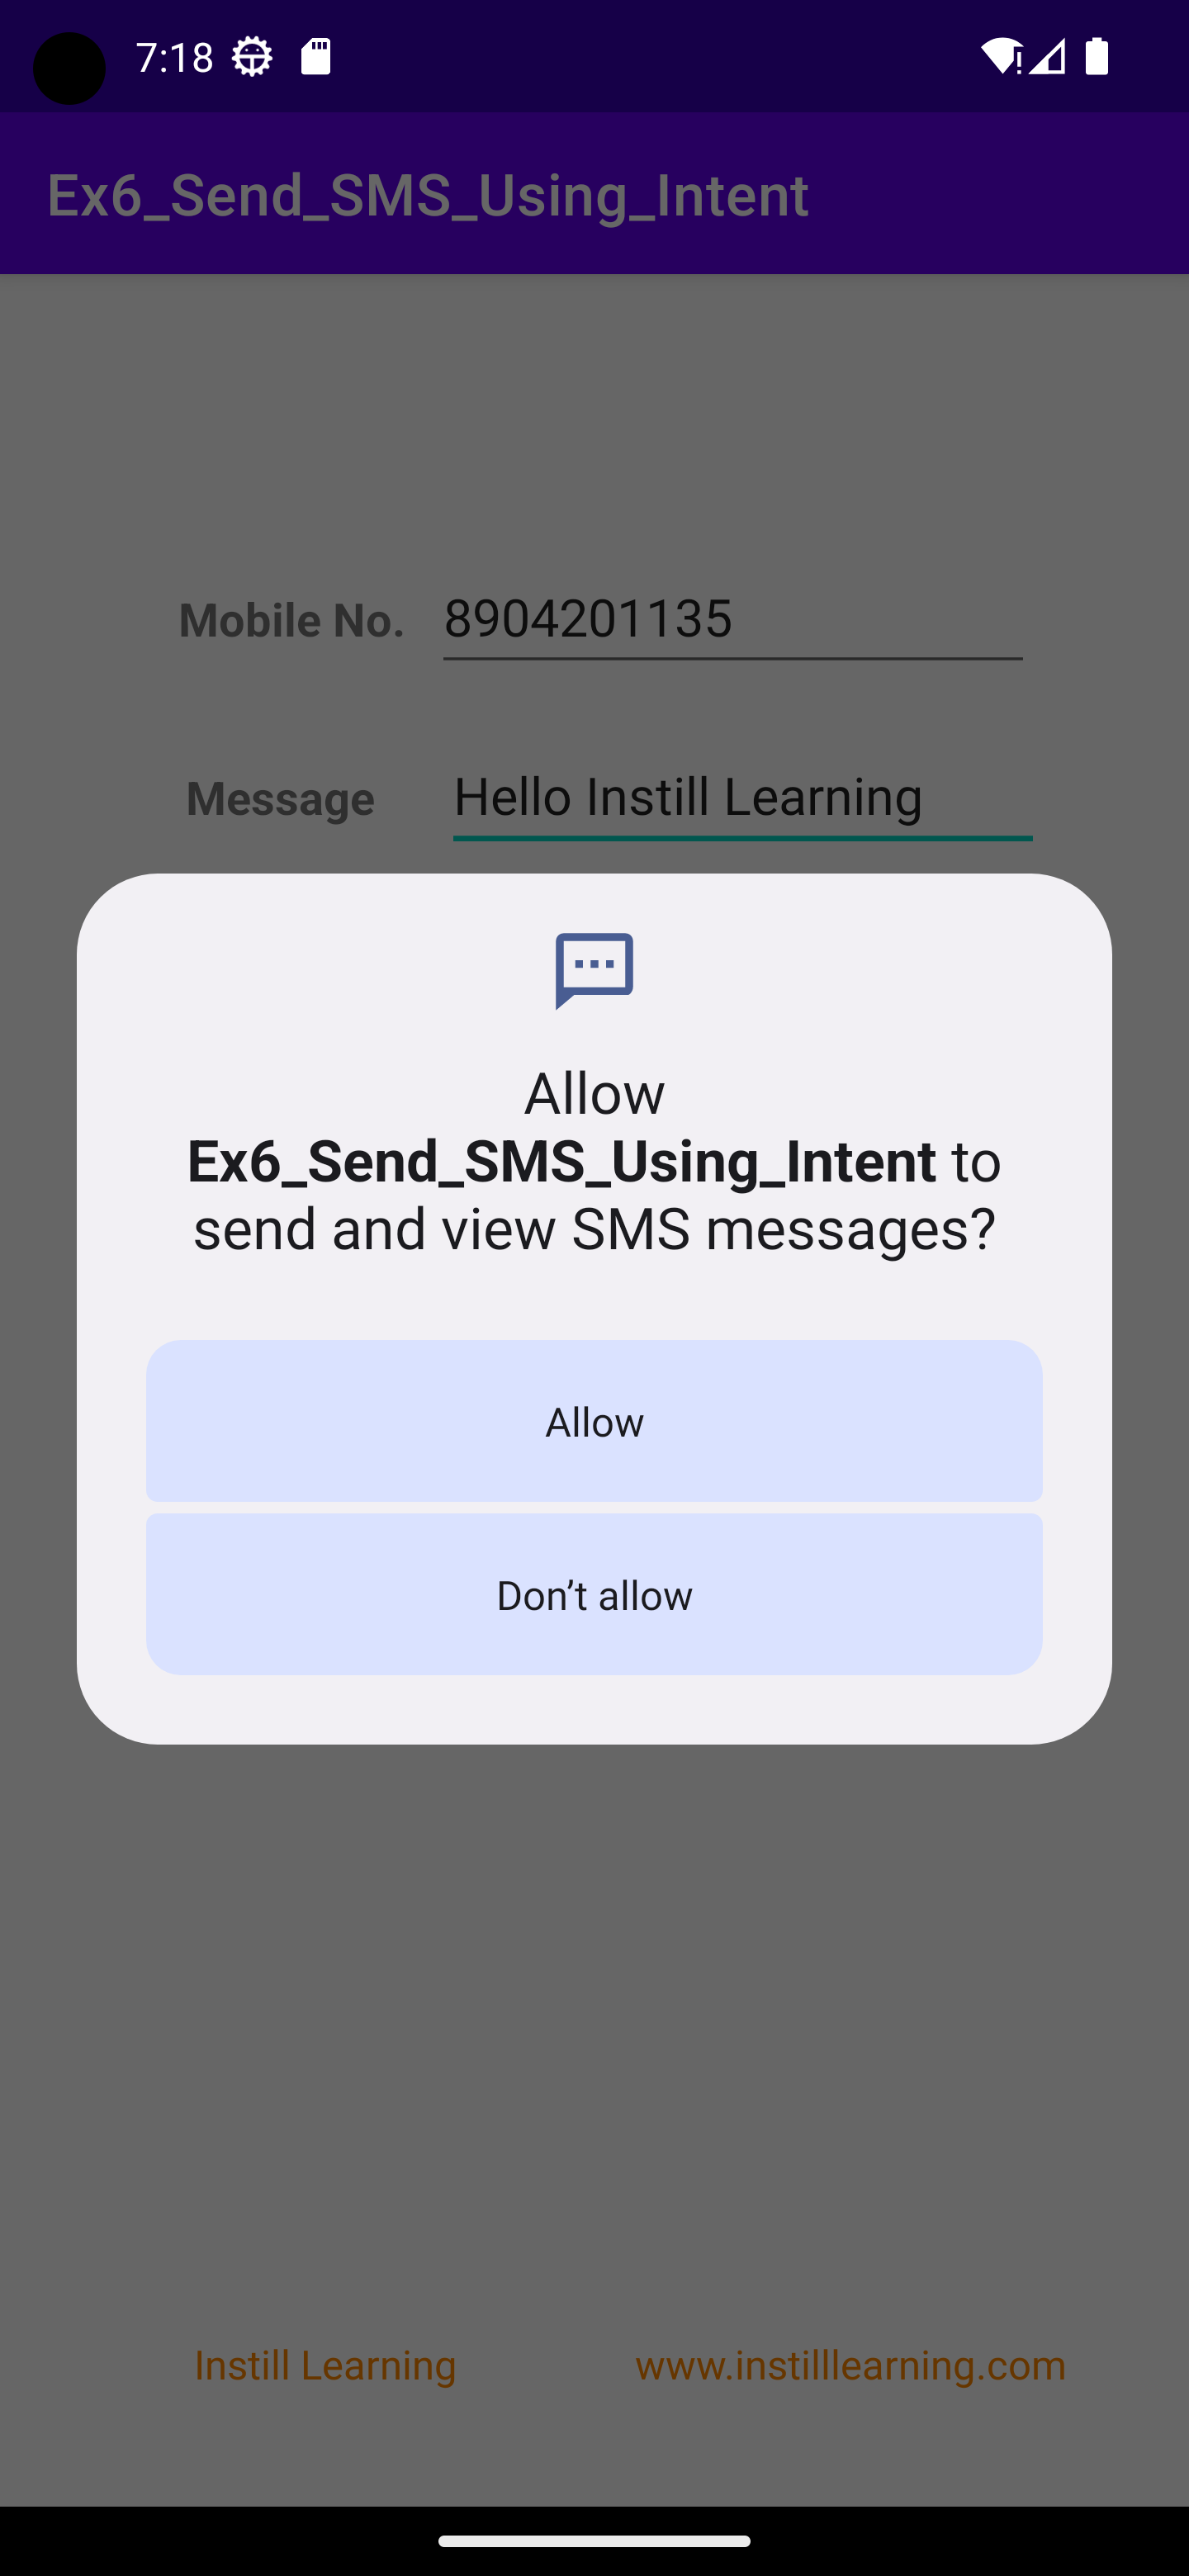 7:18
Ex6_Send_SMS_Using_Intent
Mobile No. 8904201135
Message Hello Instill Learning
Allow
Ex6_Send_SMS_Using_Intent to
send and view SMS messages?
Allow
Don’t allow
Instill Learning www.instilllearning.com